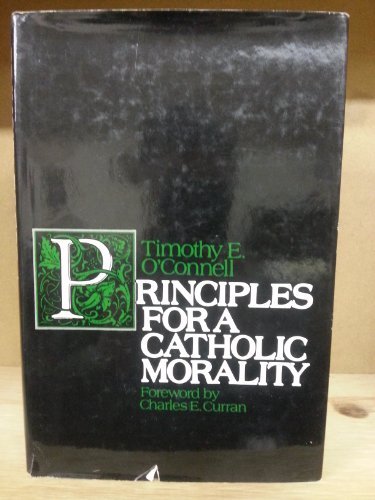 Timothy E.
O'Connell
PRINCIPLES
FOR A
CATHOLIC
MORALITY
Foreword by
Charles E. Curran